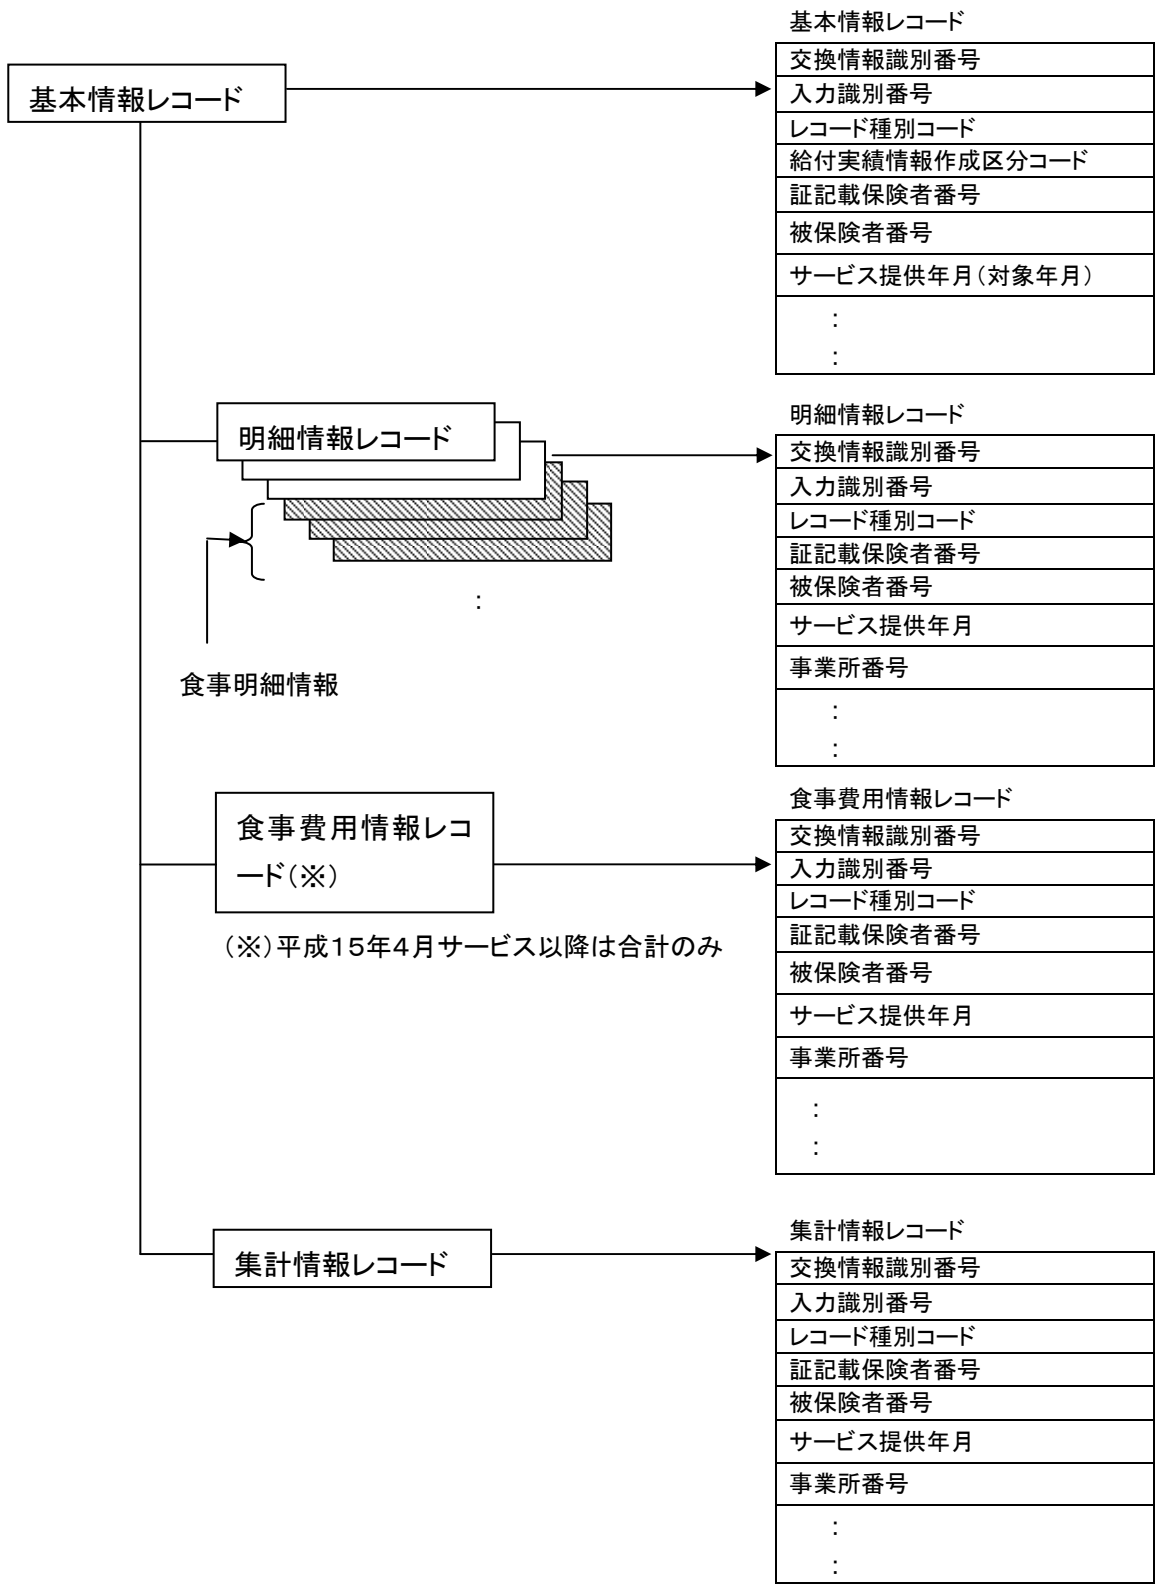 基本情報レコード
基本情報レコード
交換情報識別番号
入力識別番号
レコード種別コード
給付実績情報作成区分コード
証記載保険者番号
被保険者番号
サービス提供年月(対象年月)
:
:
明細情報レコード
:
食事明細情報
明細情報レコード
交換情報識別番号
入力識別番号
レコード種別コード
証記載保険者番号
被保険者番号
サービス提供年月
事業所番号
:
:
食事費用情報レコ
ード(※)
(※)平成15年4月サービス以降は合計のみ
食事費用情報レコード
交換情報識別番号
入力識別番号
レコード種別コード
証記載保険者番号
被保険者番号
サービス提供年月
事業所番号
:
:
集計情報レコード
集計情報レコード
交換情報識別番号
入力識別番号
レコード種別コード
証記載保険者番号
被保険者番号
サービス提供年月
事業所番号
:
: